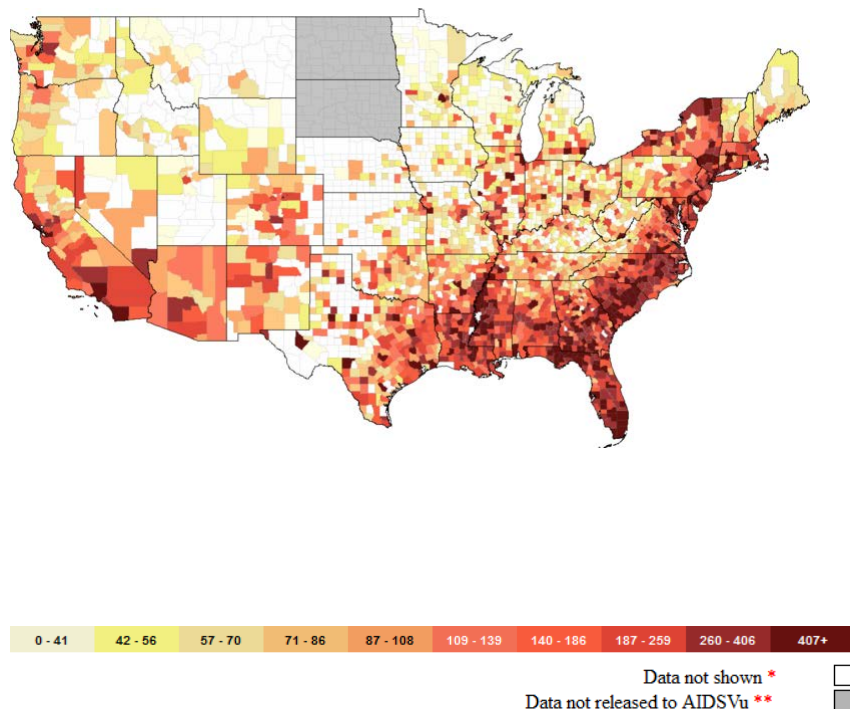 0 - 41 42 - 56 57 - 70 71 - 86 87 - 108 109 - 139 140 - 186 187 - 259 260 - 406 407+
Data not shown *
Data not released to AIDSVu **